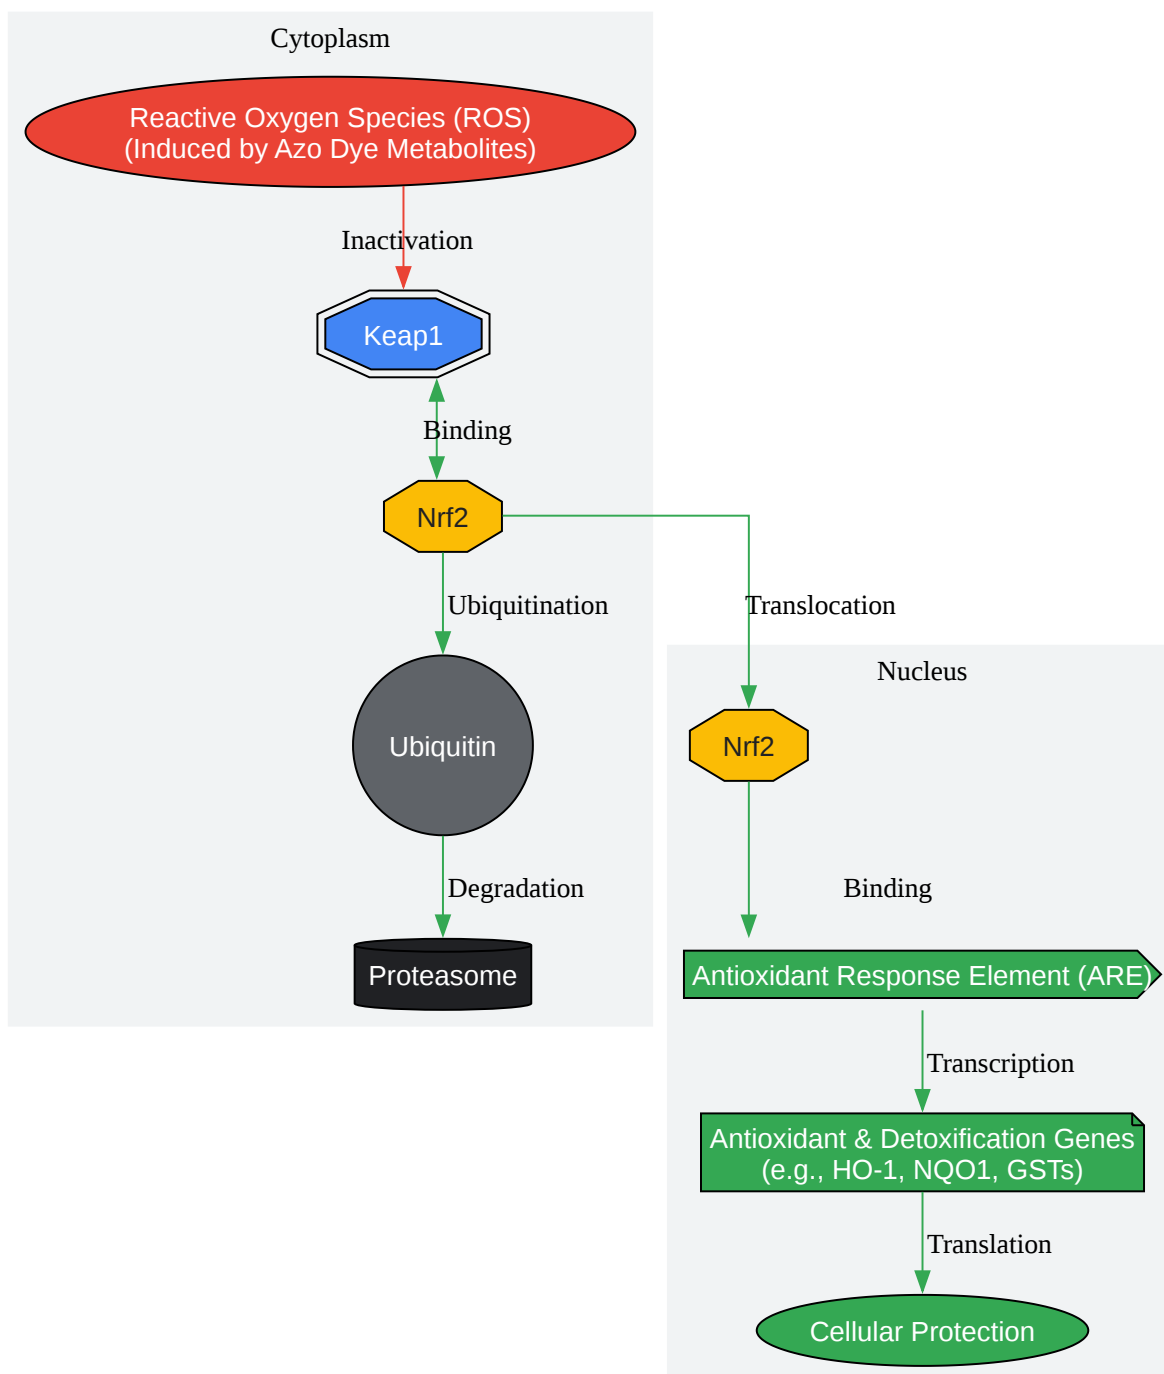 Cytoplasm
Reactive Oxygen Species (ROS)
(Induced by Azo Dye Metabolites)
Inactivation
Keap1
Binding
Nrf2
Ubiquitination
Translocation
Nucleus
Ubiquitin
Nrf2
Degradation
Binding
Proteasome
Antioxidant Response Element (ARE)
Transcription
Antioxidant & Detoxification Genes
(e.g., HO-1, NQO1, GSTs)
Translation
Cellular Protection